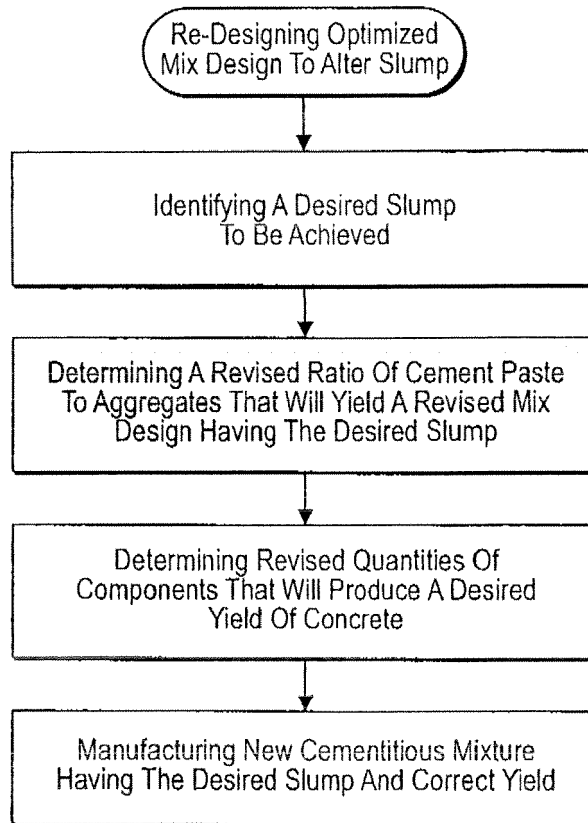 Re-Designing Optimized
Mix Design To Alter Slump
Identifying A Desired Slump
To Be Achieved
Determining A Revised Ratio Of Cement Paste
To Aggregates That Will Yield A Revised Mix
Design Having The Desired Slump
Determining Revised Quantities Of
Components That Will Produce A Desired
Yield Of Concrete
Manufacturing New Cementitious Mixture
Having The Desired Slump And Correct Yield